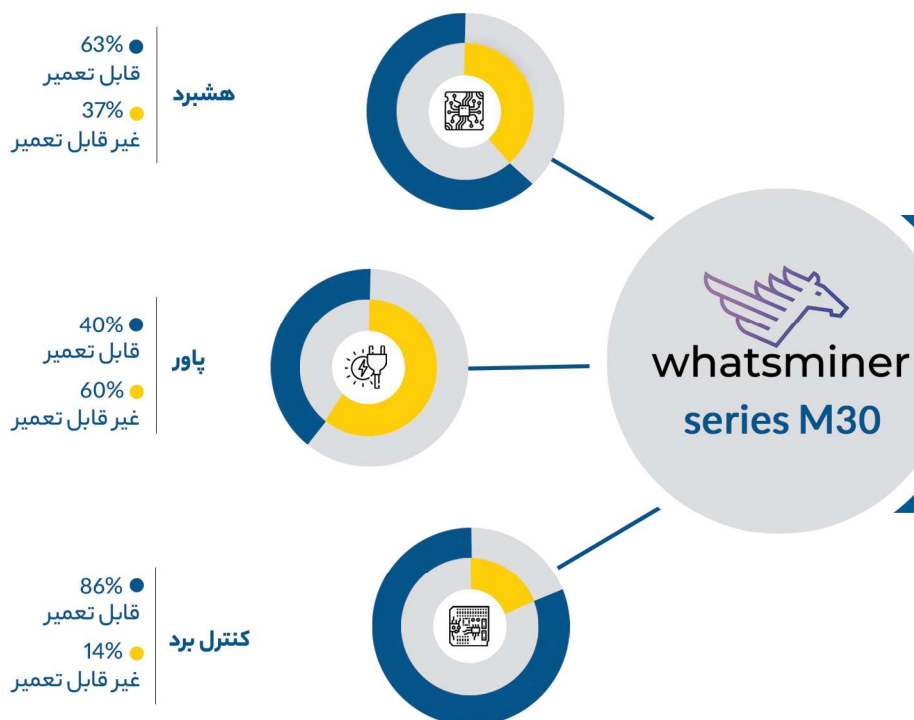 هشبرد
63%
قابل تعمیر
37%
غیر قابل تعمیر
پاور
40%
قابل تعمیر
60%
غیر قابل تعمیر
کنترل برد
86%
قابل تعمیر
14%
غیر قابل تعمیر
whatsminer
series M30